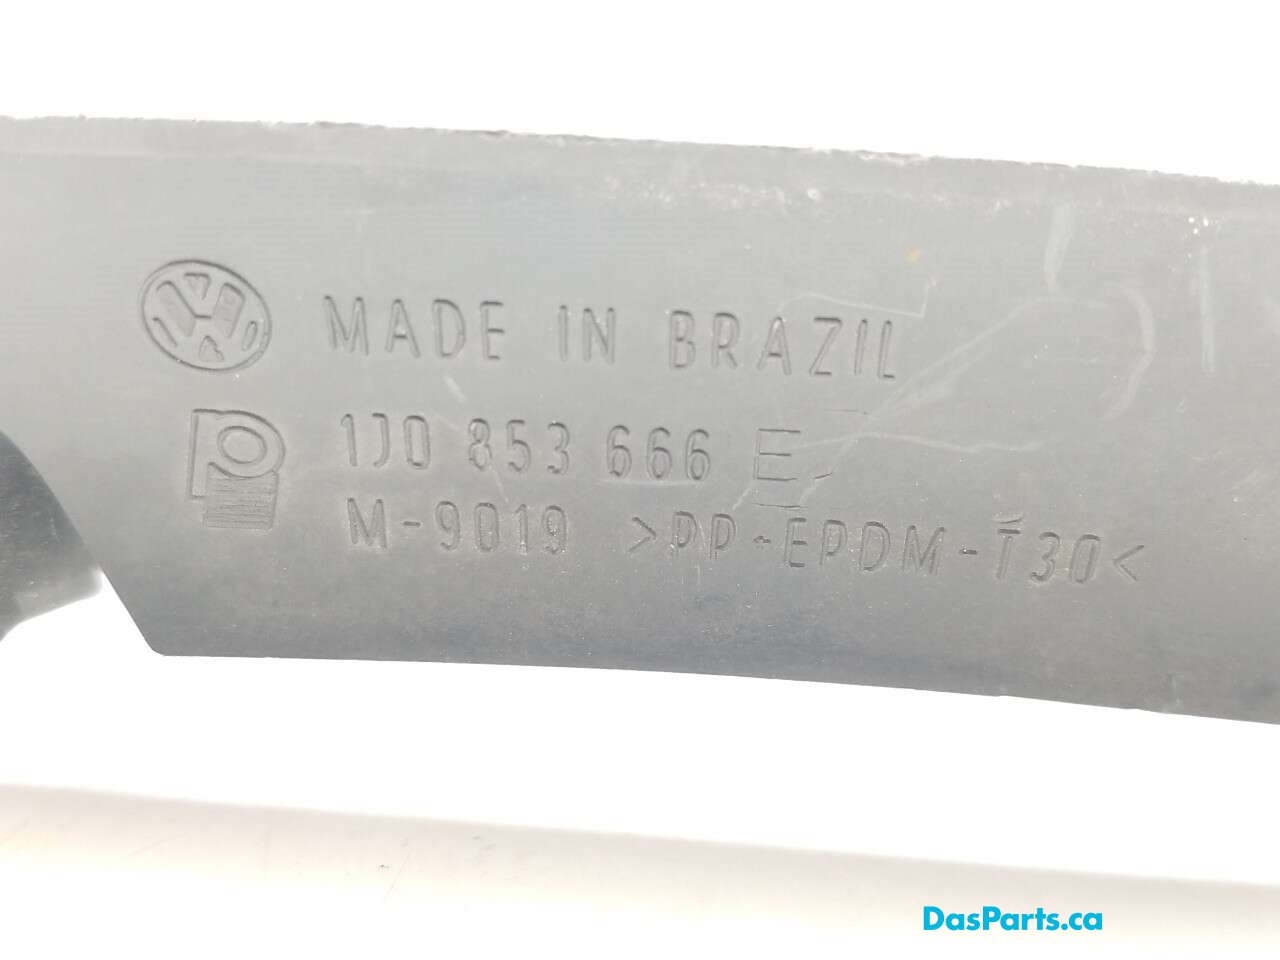 MADE IN BRAZIL
1J0 853 666 E
M-9019 >PP-EPDM-T30<
DasParts.ca